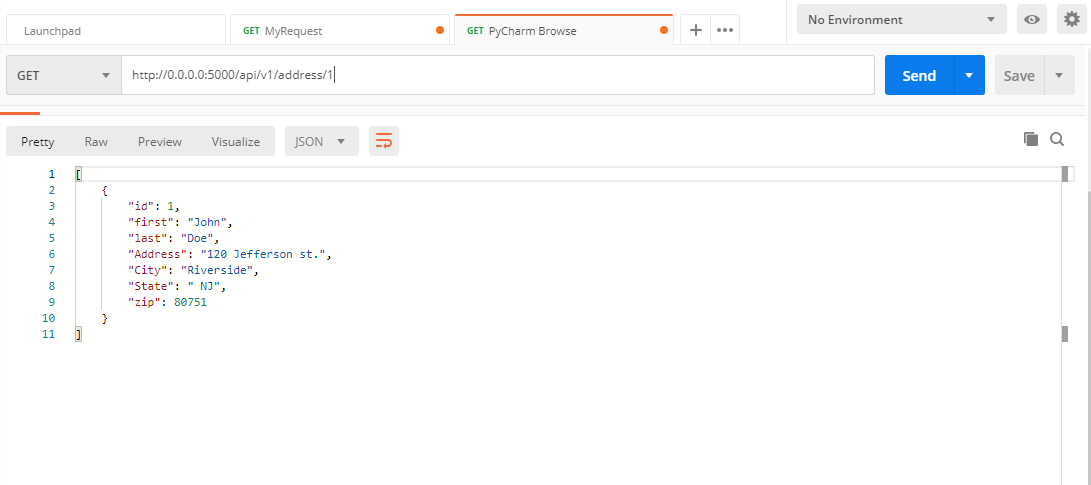 Launchpad
GET MyRequest
GET PyCharm Browse
No Environment
GET
http://0.0.0.0:5000/api/v1/address/1
Send
Save
Pretty Raw Preview Visualize JSON
1 [
2 {
3 "id": 1,
4 "first": "John",
5 "last": "Doe",
6 "Address": "120 Jefferson st.",
7 "City": "Riverside",
8 "State": " NJ",
9 "zip": 80751
10 }
11 ]